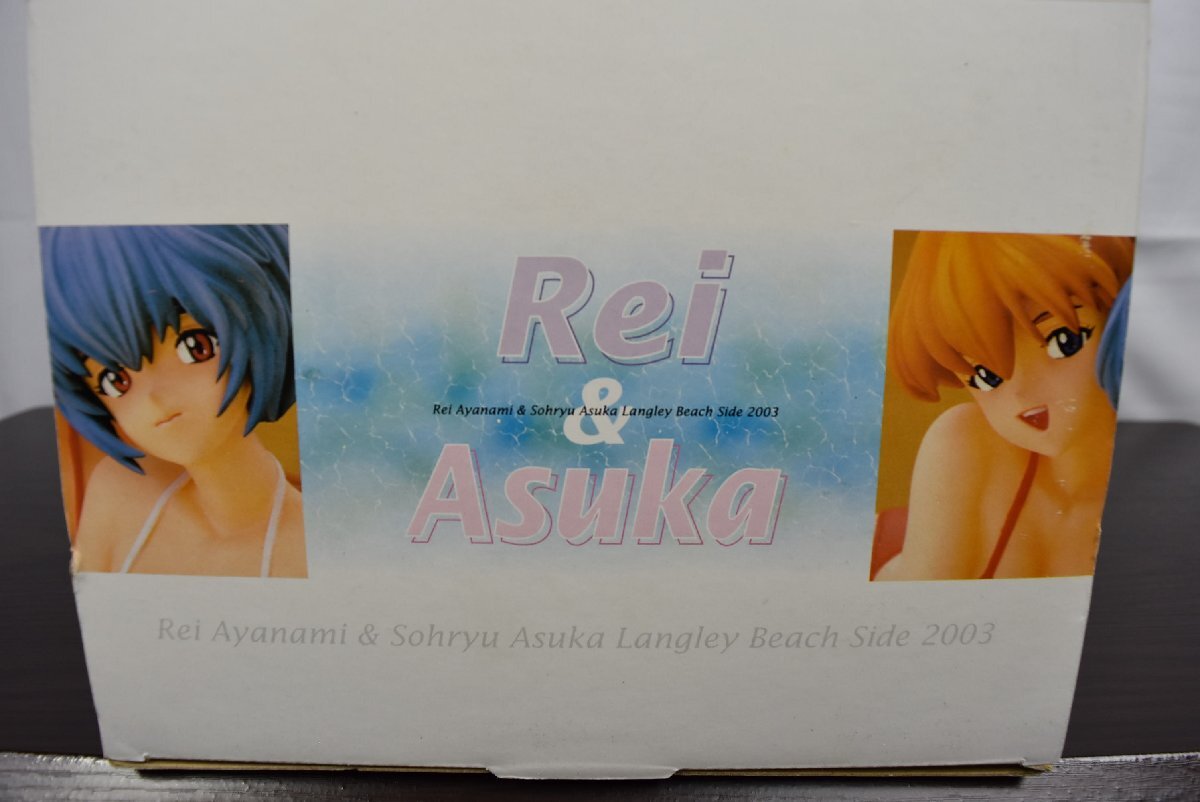 Rei
&
Rei Ayanami & Sohryu Asuka Langley Beach Side 2003
Asuka
Rei Ayanami & Sohryu Asuka Langley Beach Side 2003